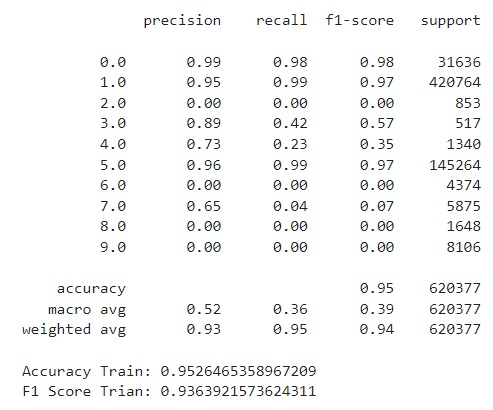 precision recall f1-score support
0.0 0.99 0.98 0.98 31636
1.0 0.95 0.99 0.97 420764
2.0 0.00 0.00 0.00 853
3.0 0.89 0.42 0.57 517
4.0 0.73 0.23 0.35 1340
5.0 0.96 0.99 0.97 145264
6.0 0.00 0.00 0.00 4374
7.0 0.65 0.04 0.07 5875
8.0 0.00 0.00 0.00 1648
9.0 0.00 0.00 0.00 8106
accuracy 0.95 620377
macro avg 0.52 0.36 0.39 620377
weighted avg 0.93 0.95 0.94 620377
Accuracy Train: 0.9526465358967209
F1 Score Trian: 0.9363921573624311